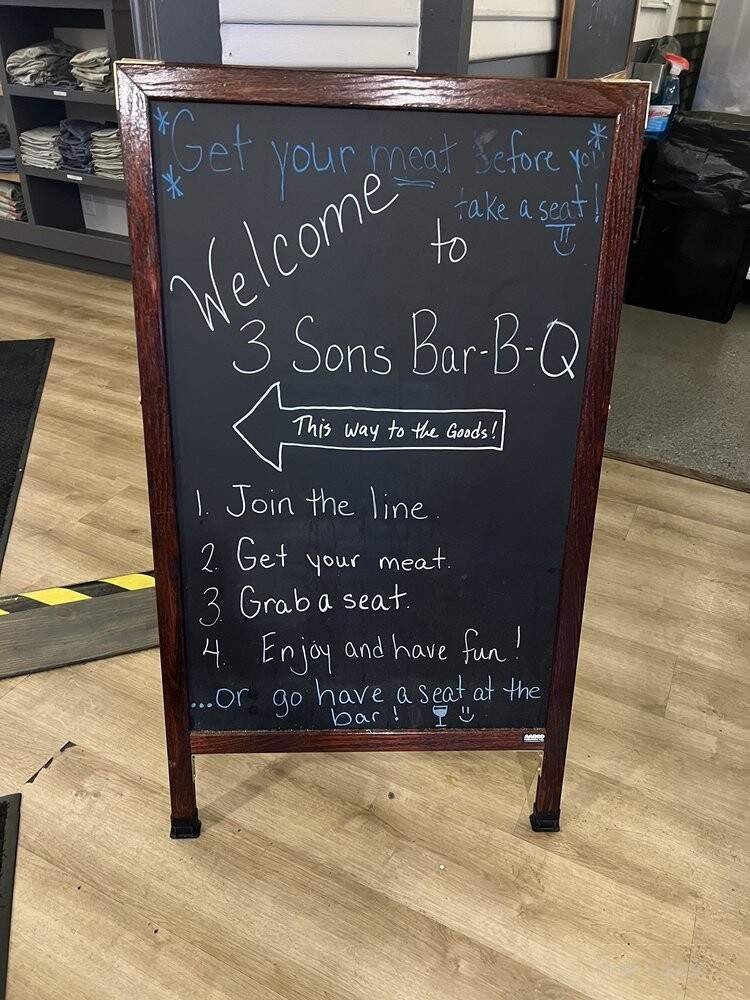 *Get your meat before you *
* take a seat!
Welcome to
3 Sons Bar-B-Q
This way to the Goods!
1. Join the line.
2. Get your meat.
3. Grab a seat.
4. Enjoy and have fun!
...or go have a seat at the
bar!